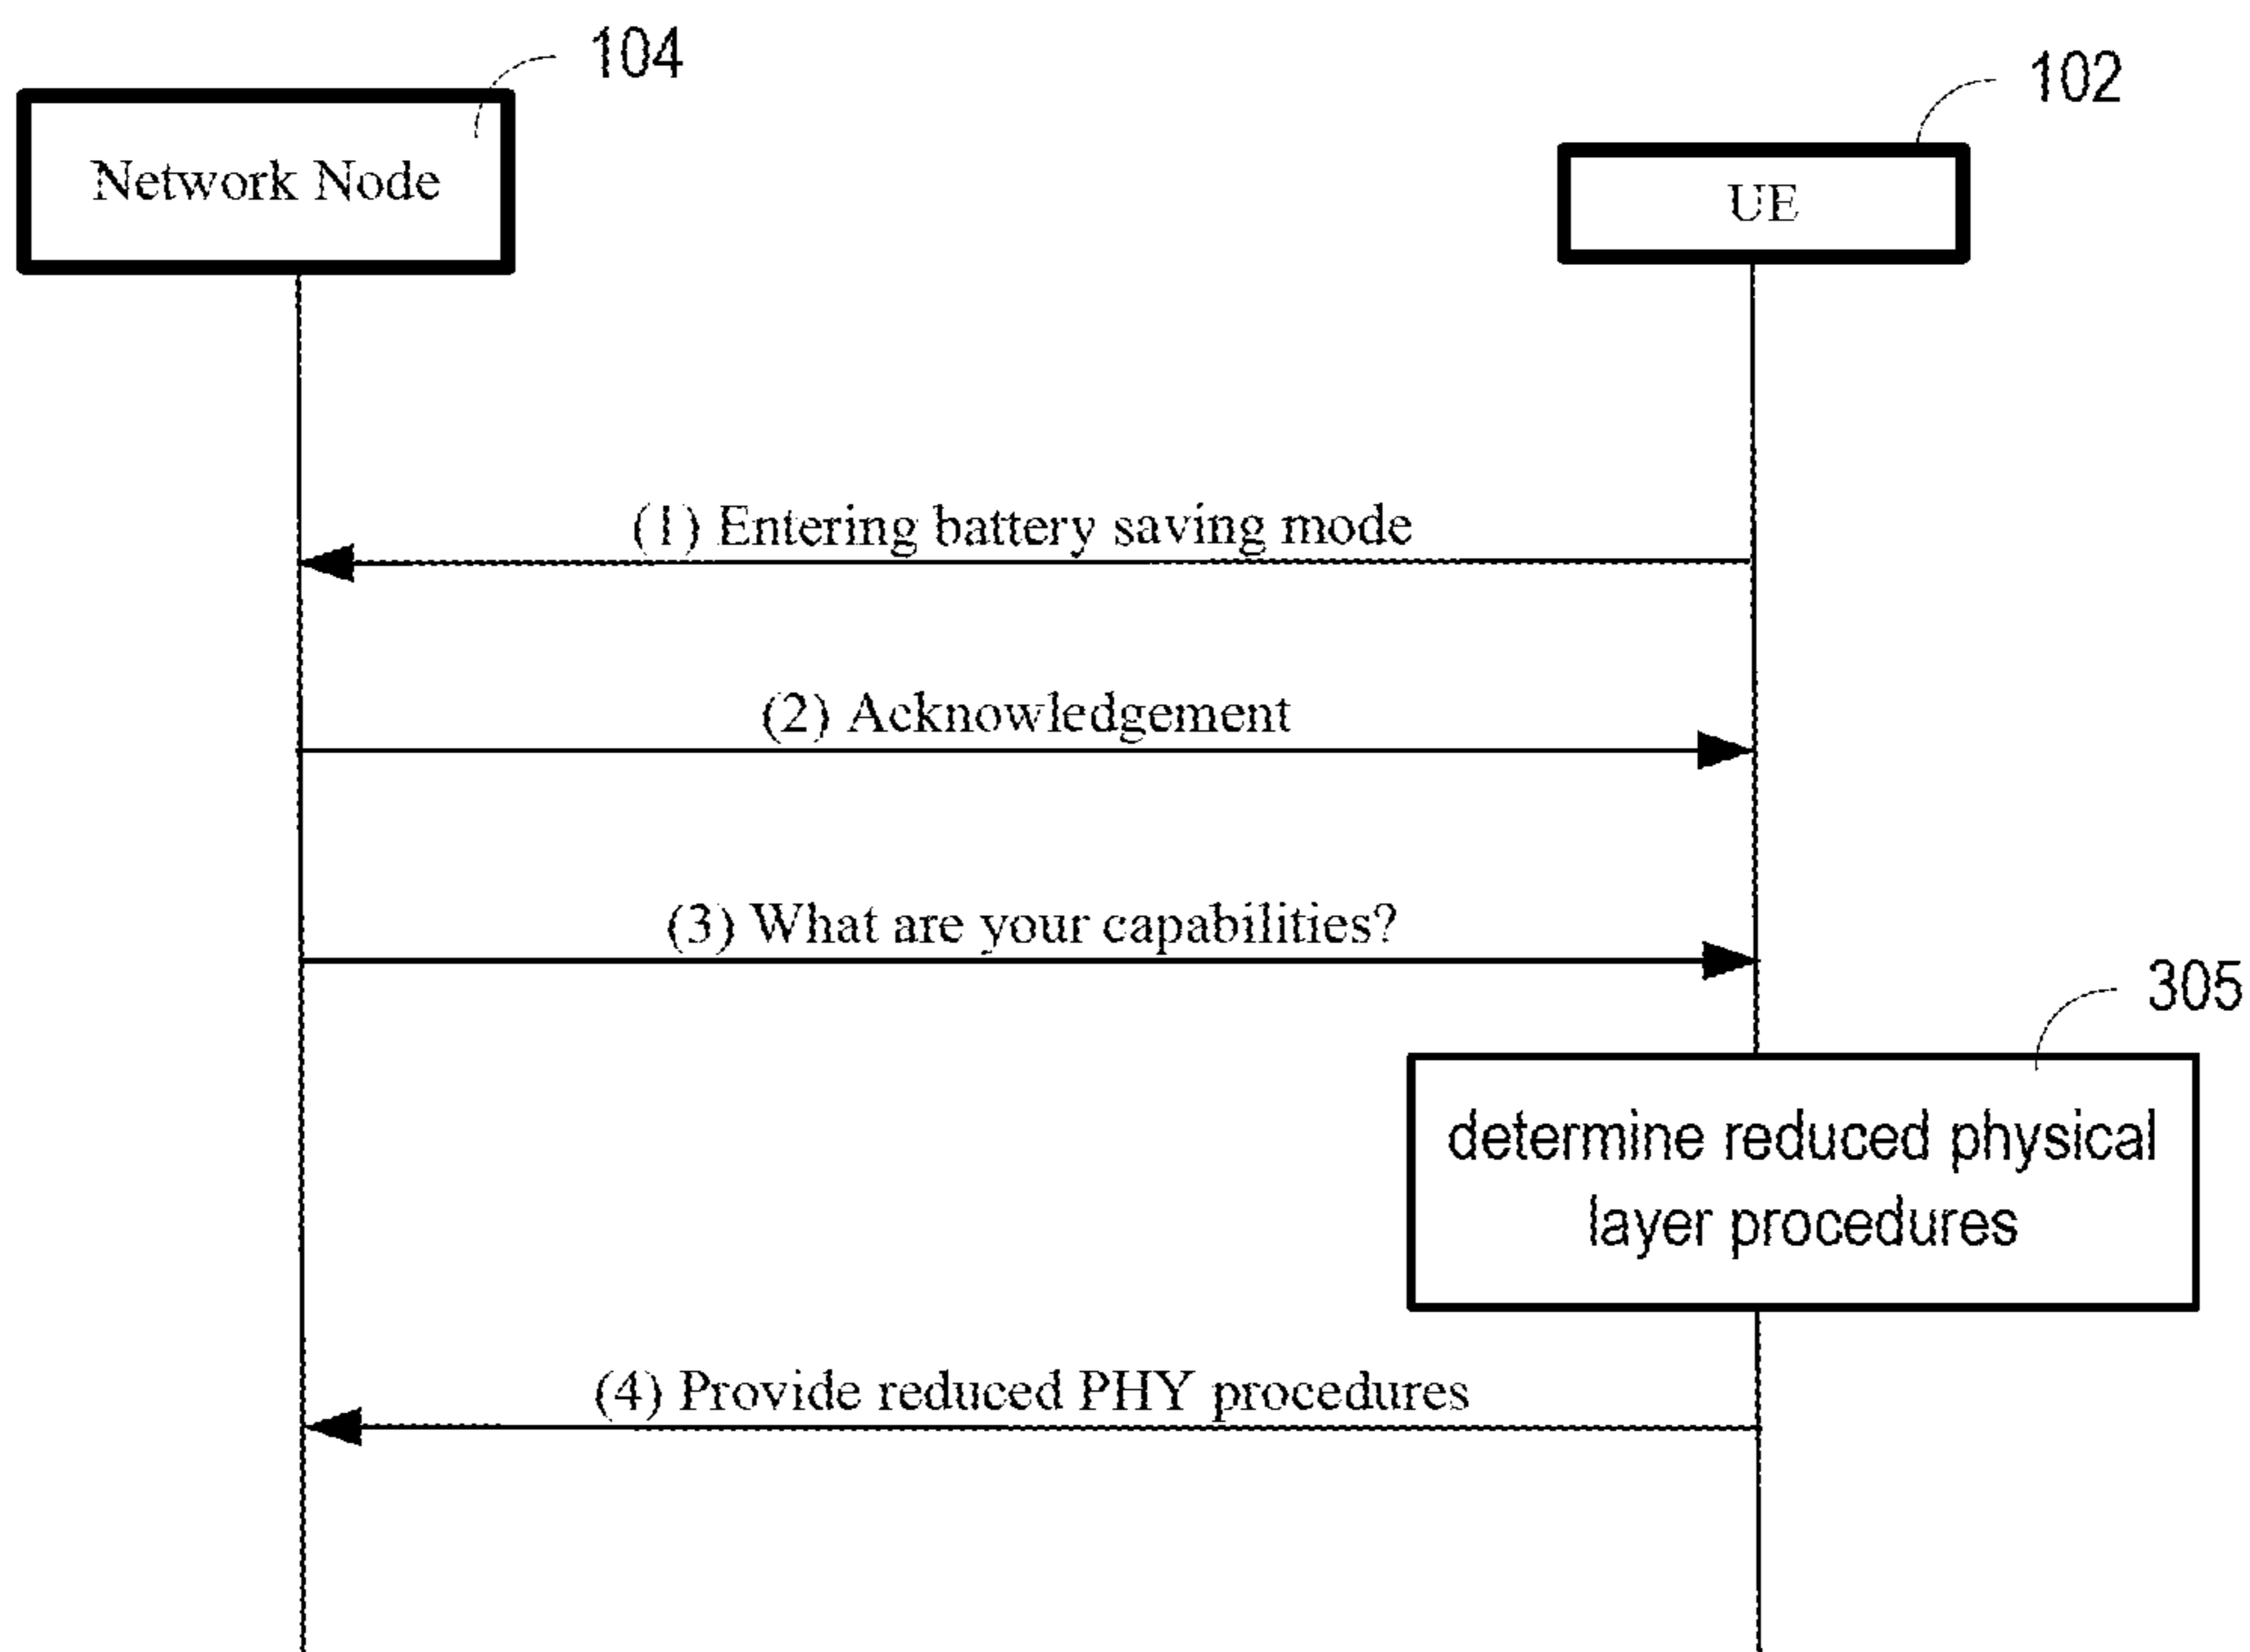 104
102
Network Node
UE
(1) Entering battery saving mode
(2) Acknowledgement
(3) What are your capabilities?
305
determine reduced physical
layer procedures
(4) Provide reduced PHY procedures